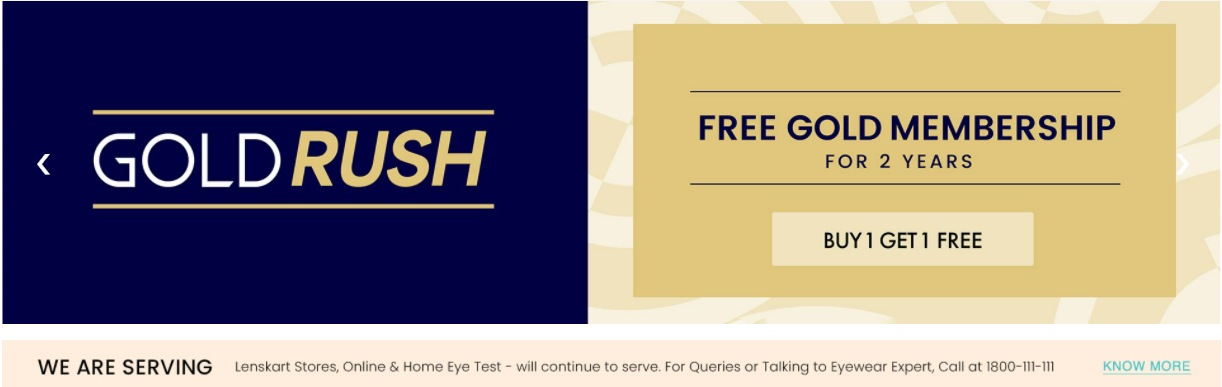 GOLD RUSH
FREE GOLD MEMBERSHIP
FOR 2 YEARS
BUY 1 GET 1 FREE
WE ARE SERVING Lenskart Stores, Online & Home Eye Test - will continue to serve. For Queries or Talking to Eyewear Expert, Call at 1800-111-111 KNOW MORE